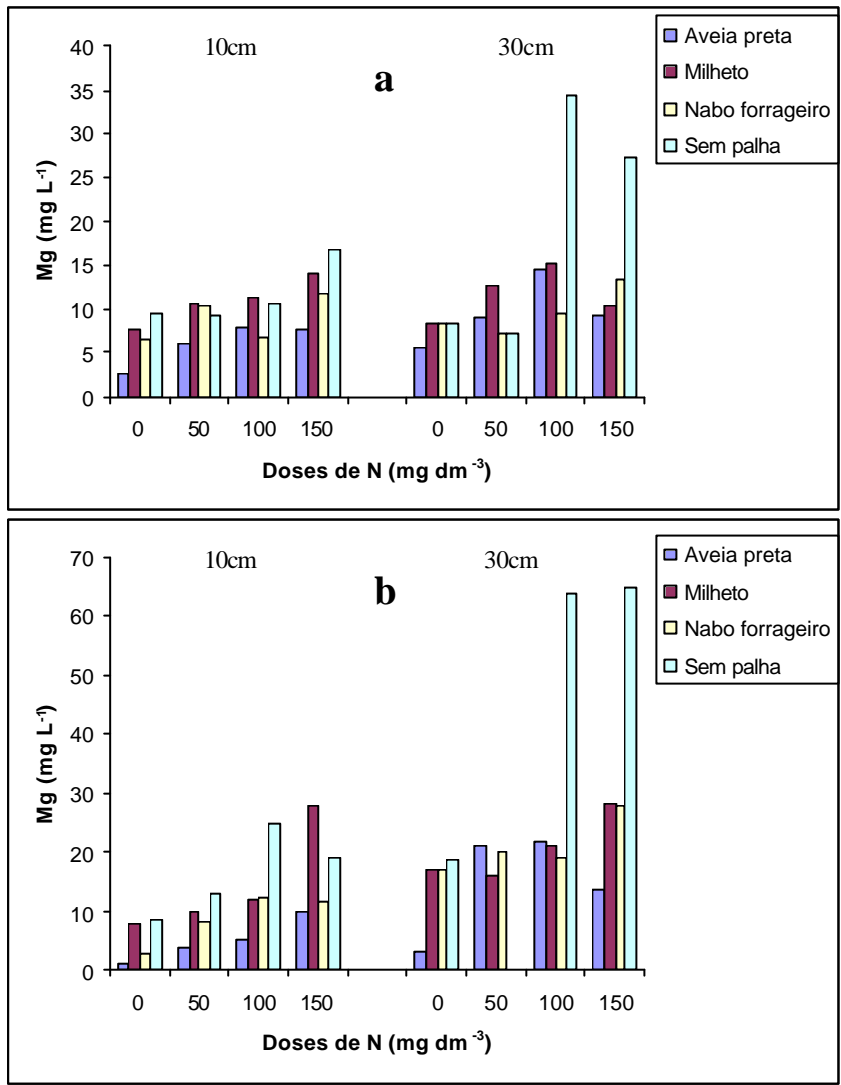 10cm
30cm
a
40
35
30
25
20
15
10
5
0
Mg (mg L-1)
0 50 100 150 0 50 100 150
Doses de N (mg dm-3)
Aveia preta
Milheto
Nabo forrageiro
Sem palha
10cm
30cm
b
70
60
50
40
30
20
10
0
Mg (mg L-1)
0 50 100 150 0 50 100 150
Doses de N (mg dm-3)
Aveia preta
Milheto
Nabo forrageiro
Sem palha